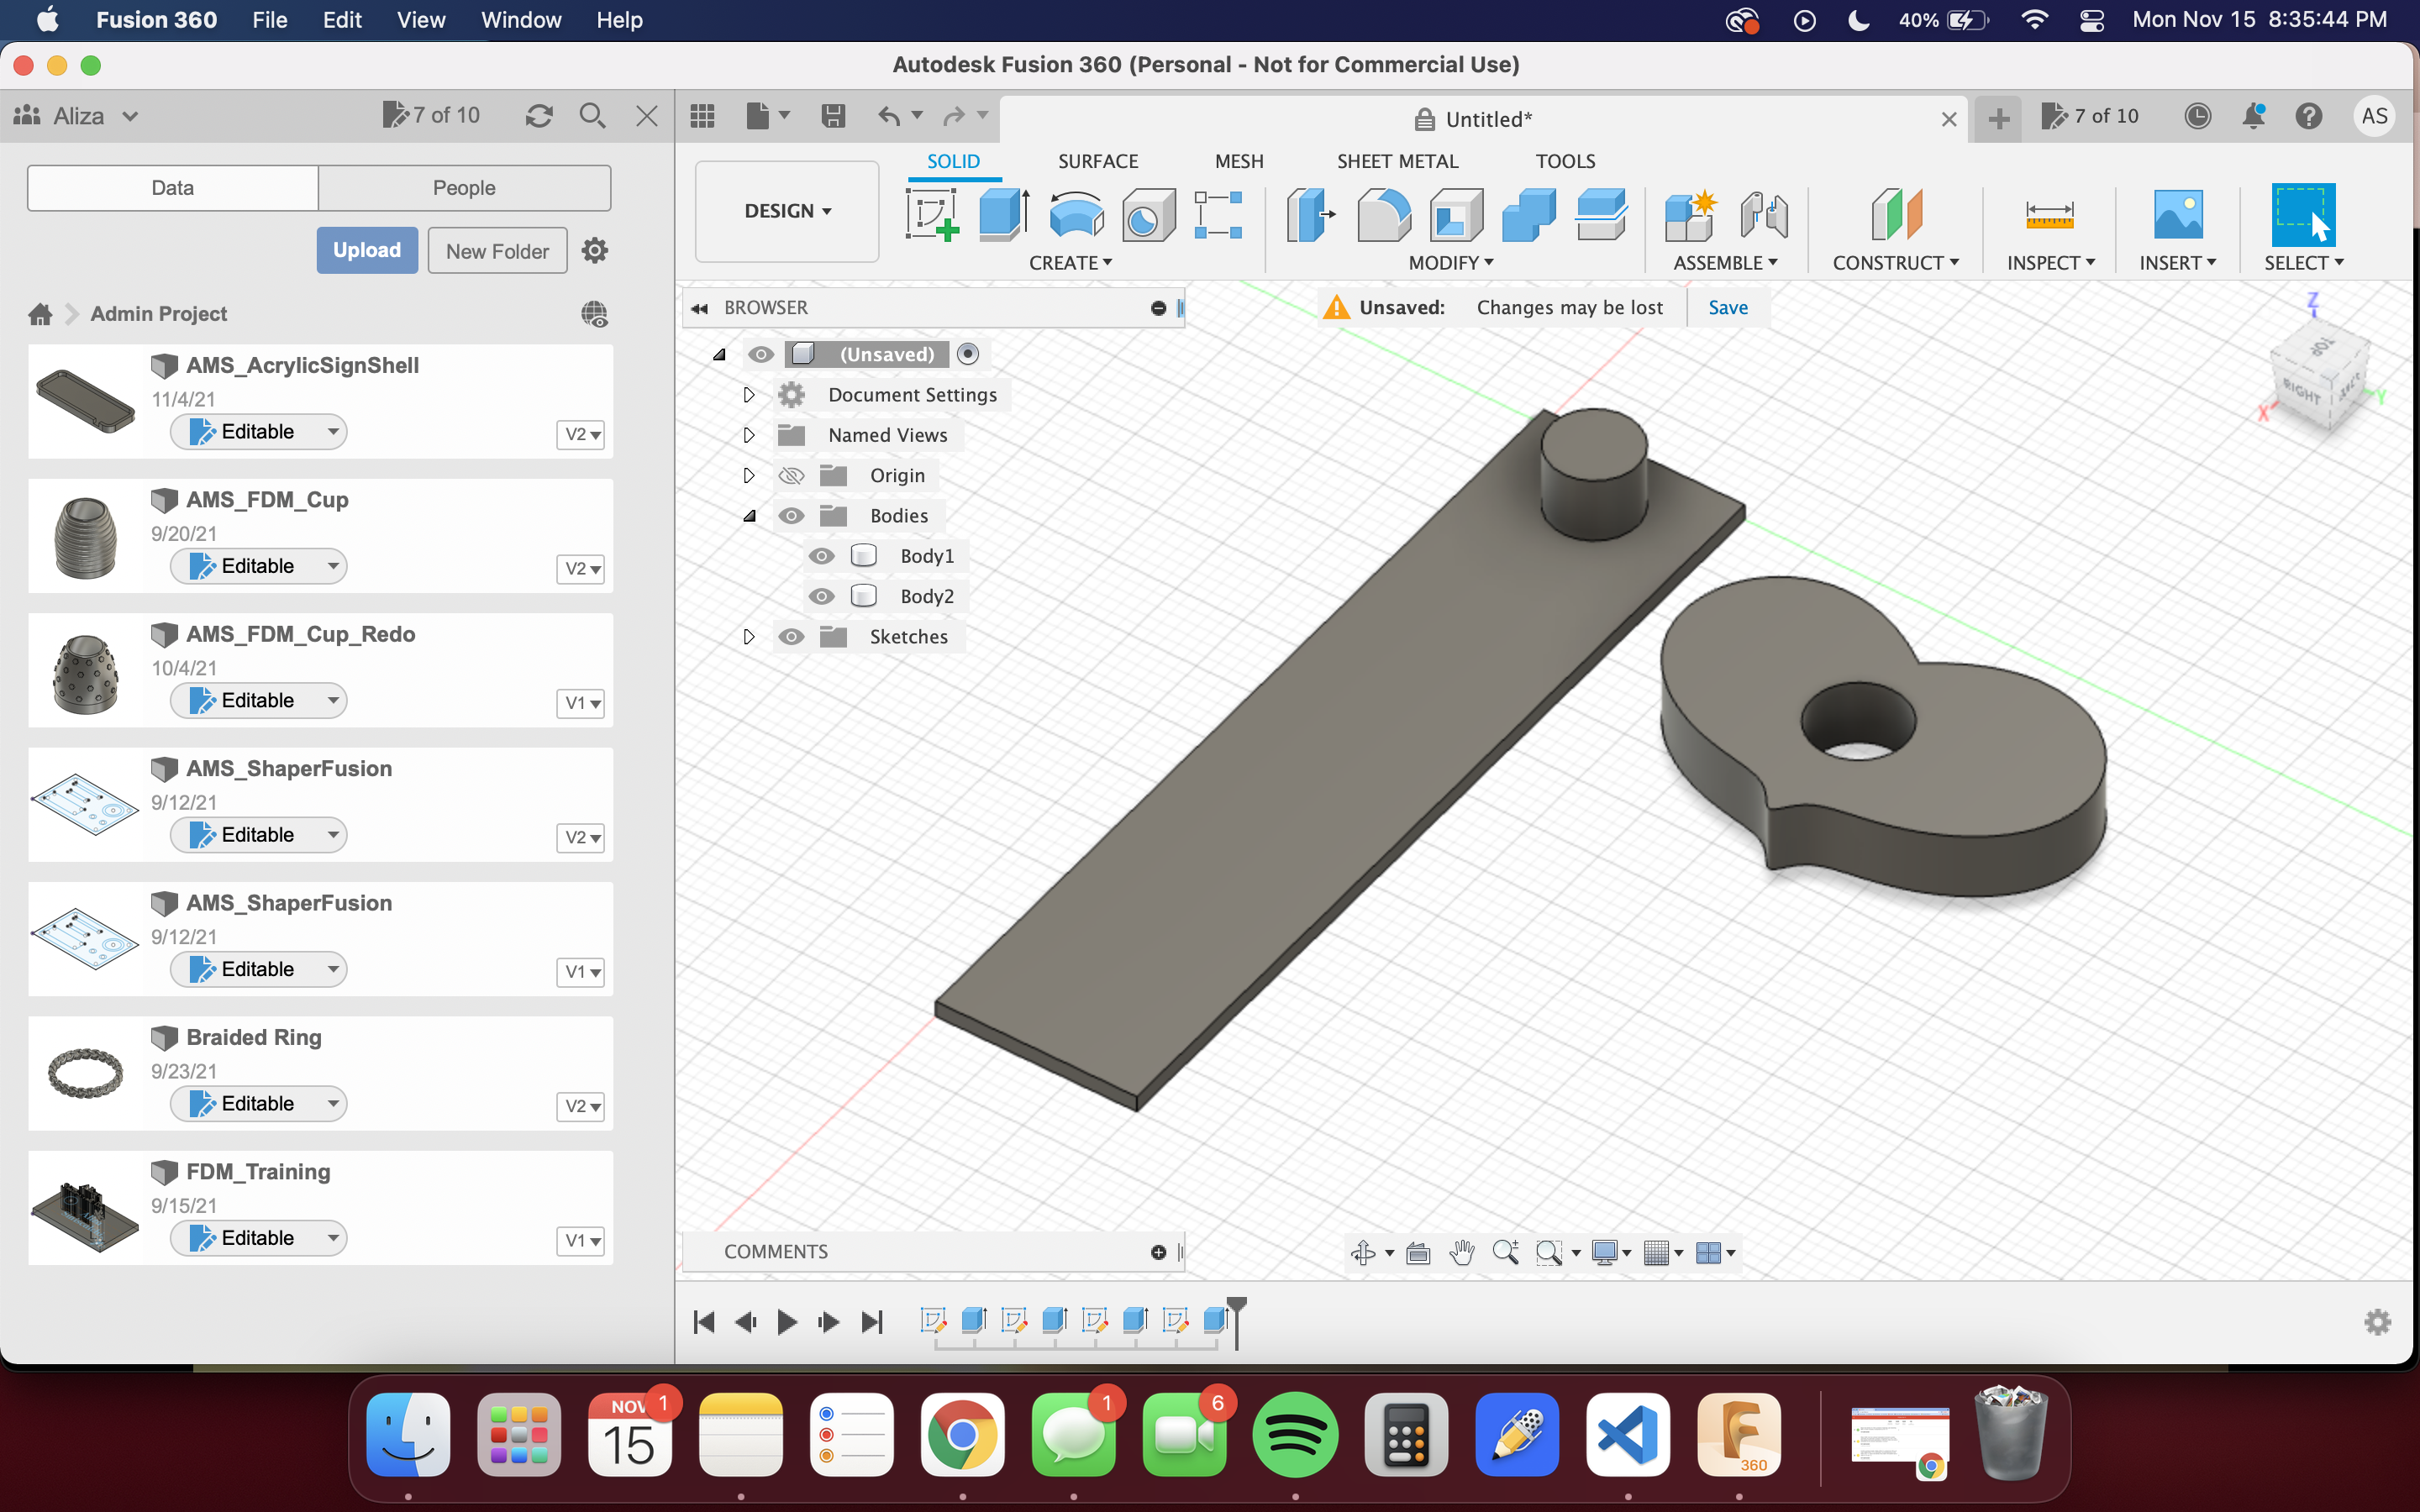 Fusion 360 File Edit View Window Help 40% Mon Nov 15 8:35:44 PM
Autodesk Fusion 360 (Personal - Not for Commercial Use)
Aliza 7 of 10 Untitled* 7 of 10 AS
Data People
Upload New Folder
Admin Project
AMS_AcrylicSignShell
11/4/21
Editable V2
AMS_FDM_Cup
9/20/21
Editable V2
AMS_FDM_Cup_Redo
10/4/21
Editable V1
AMS_ShaperFusion
9/12/21
Editable V2
AMS_ShaperFusion
9/12/21
Editable V1
Braided Ring
9/23/21
Editable V2
FDM_Training
9/15/21
Editable V1
SOLID SURFACE MESH SHEET METAL TOOLS
DESIGN
CREATE MODIFY ASSEMBLE CONSTRUCT INSPECT INSERT SELECT
BROWSER
Unsaved: Changes may be lost Save
(Unsaved)
Document Settings
Named Views
Origin
Bodies
Body1
Body2
Sketches
Z
TOP
RIGHT
X
Y
COMMENTS
NOV 1
15
1
6
360